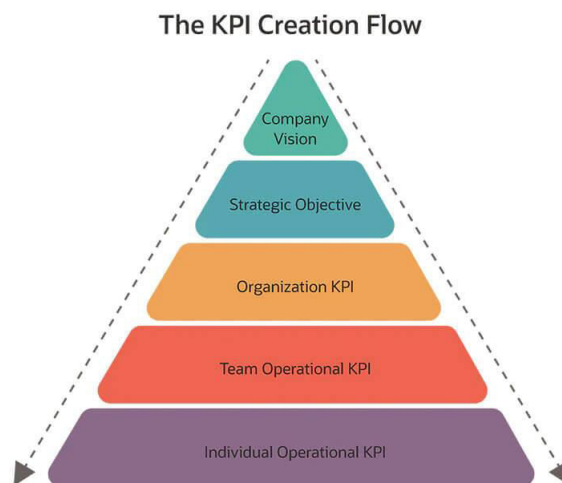 The KPI Creation Flow
Company
Vision
Strategic Objective
Organization KPI
Team Operational KPI
Individual Operational KPI